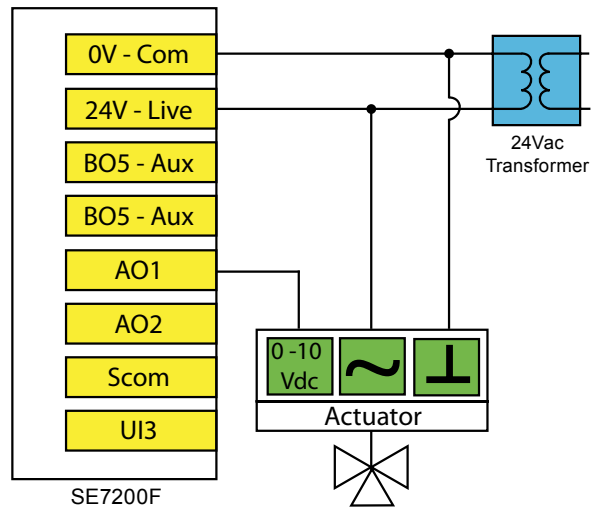 0V - Com
24V - Live
BO5 - Aux
BO5 - Aux
AO1
AO2
Scom
UI3
SE7200F
24Vac
Transformer
0 -10
Vdc
Actuator